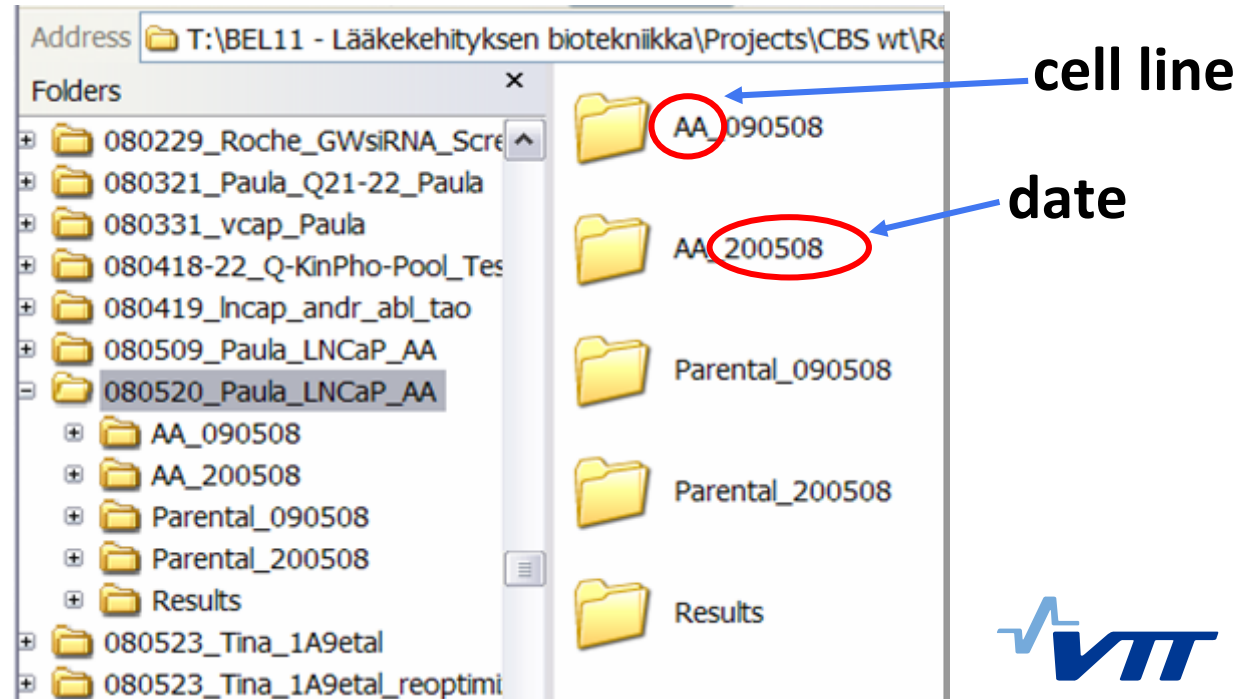 Address T:\BEL11 - Lääkekehityksen biotekniikka\Projects\CBS wt\Re
Folders ×
080229_Roche_GWsiRNA_Scre
080321_Paula_Q21-22_Paula
080331_vcap_Paula
080418-22_Q-KinPho-Pool_Tes
080419_lncap_andr_abl_tao
080509_Paula_LNCaP_AA
080520_Paula_LNCaP_AA
AA_090508
AA_200508
Parental_090508
Parental_200508
Results
080523_Tina_1A9etal
080523_Tina_1A9etal_reoptimi
AA_090508
AA_200508
Parental_090508
Parental_200508
Results
cell line
date
VTT